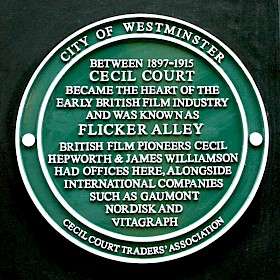 CITY OF WESTMINSTER
BETWEEN 1897-1915
CECIL COURT
BECAME THE HEART OF THE
EARLY BRITISH FILM INDUSTRY
AND WAS KNOWN AS
FLICKER ALLEY
BRITISH FILM PIONEERS CECIL
HEPWORTH & JAMES WILLIAMSON
HAD OFFICES HERE, ALONGSIDE
INTERNATIONAL COMPANIES
SUCH AS GAUMONT
NORDISK AND
VITAGRAPH
CECIL COURT TRADERS' ASSOCIATION